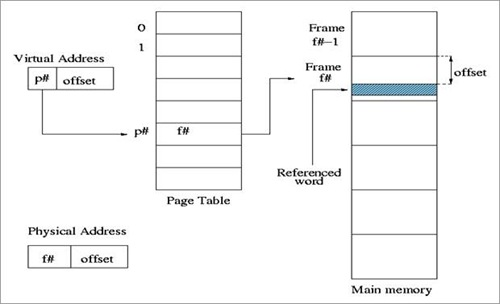 Virtual Address
p# offset
0
1
p# f#
Page Table
Frame
f#-1
Frame
f#
offset
Referenced
word
Main memory
Physical Address
f# offset